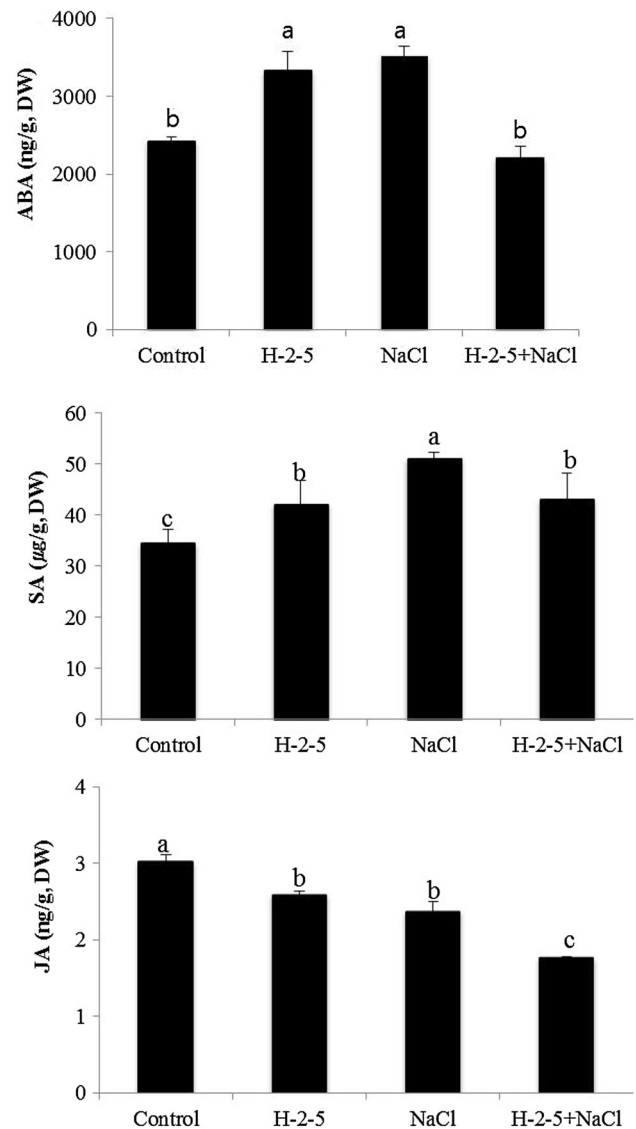 ABA (ng/g, DW)
4000
3000
2000
1000
0
b
a
a
b
Control
H-2-5
NaCl
H-2-5+NaCl
SA (µg/g, DW)
60
50
40
30
20
10
0
c
b
a
b
Control
H-2-5
NaCl
H-2-5+NaCl
JA (ng/g, DW)
4
3
2
1
0
a
b
b
c
Control
H-2-5
NaCl
H-2-5+NaCl